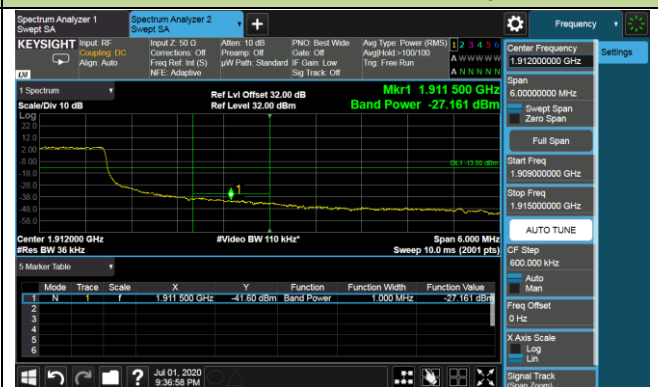 Spectrum Analyzer 1
Swept SA
Spectrum Analyzer 2
Swept SA
+
Frequency
KEYSIGHT
LXI
Input: RF
Coupling: DC
Align: Auto
Input Z: 50 Ω
Corrections: Off
Freq Ref: Int (S)
NFE: Adaptive
Atten: 10 dB
Preamp: Off
µW Path: Standard
PNO: Best Wide
Gate: Off
IF Gain: Low
Sig Track: Off
Avg Type: Power (RMS)
Avg|Hold:>100/100
Trig: Free Run
1 2 3 4 5 6
A W W W W W
A N N N N N
1 Spectrum
Scale/Div 10 dB
Ref Lvl Offset 32.00 dB
Ref Level 32.00 dBm
Mkr1 1.911 500 GHz
Band Power -27.161 dBm
Log
22.0
12.0
2.00
-8.00
-18.0
-28.0
-38.0
-48.0
-58.0
DL1 -13.00 dBm
1
Center 1.912000 GHz
#Video BW 110 kHz*
Span 6.000 MHz
#Res BW 36 kHz
Sweep 10.0 ms (2001 pts)
5 Marker Table
Mode Trace Scale X Y Function Function Width Function Value
1 N 1 f 1.911 500 GHz -41.60 dBm Band Power 1.000 MHz -27.161 dBm
2
3
4
5
6
?
Jul 01, 2020
9:36:58 PM
Center Frequency
1.912000000 GHz
Settings
Span
6.00000000 MHz
Swept Span
Zero Span
Full Span
Start Freq
1.909000000 GHz
Stop Freq
1.915000000 GHz
AUTO TUNE
CF Step
600.000 kHz
Auto
Man
Freq Offset
0 Hz
X Axis Scale
Log
Lin
Signal Track
(Span Zoom)